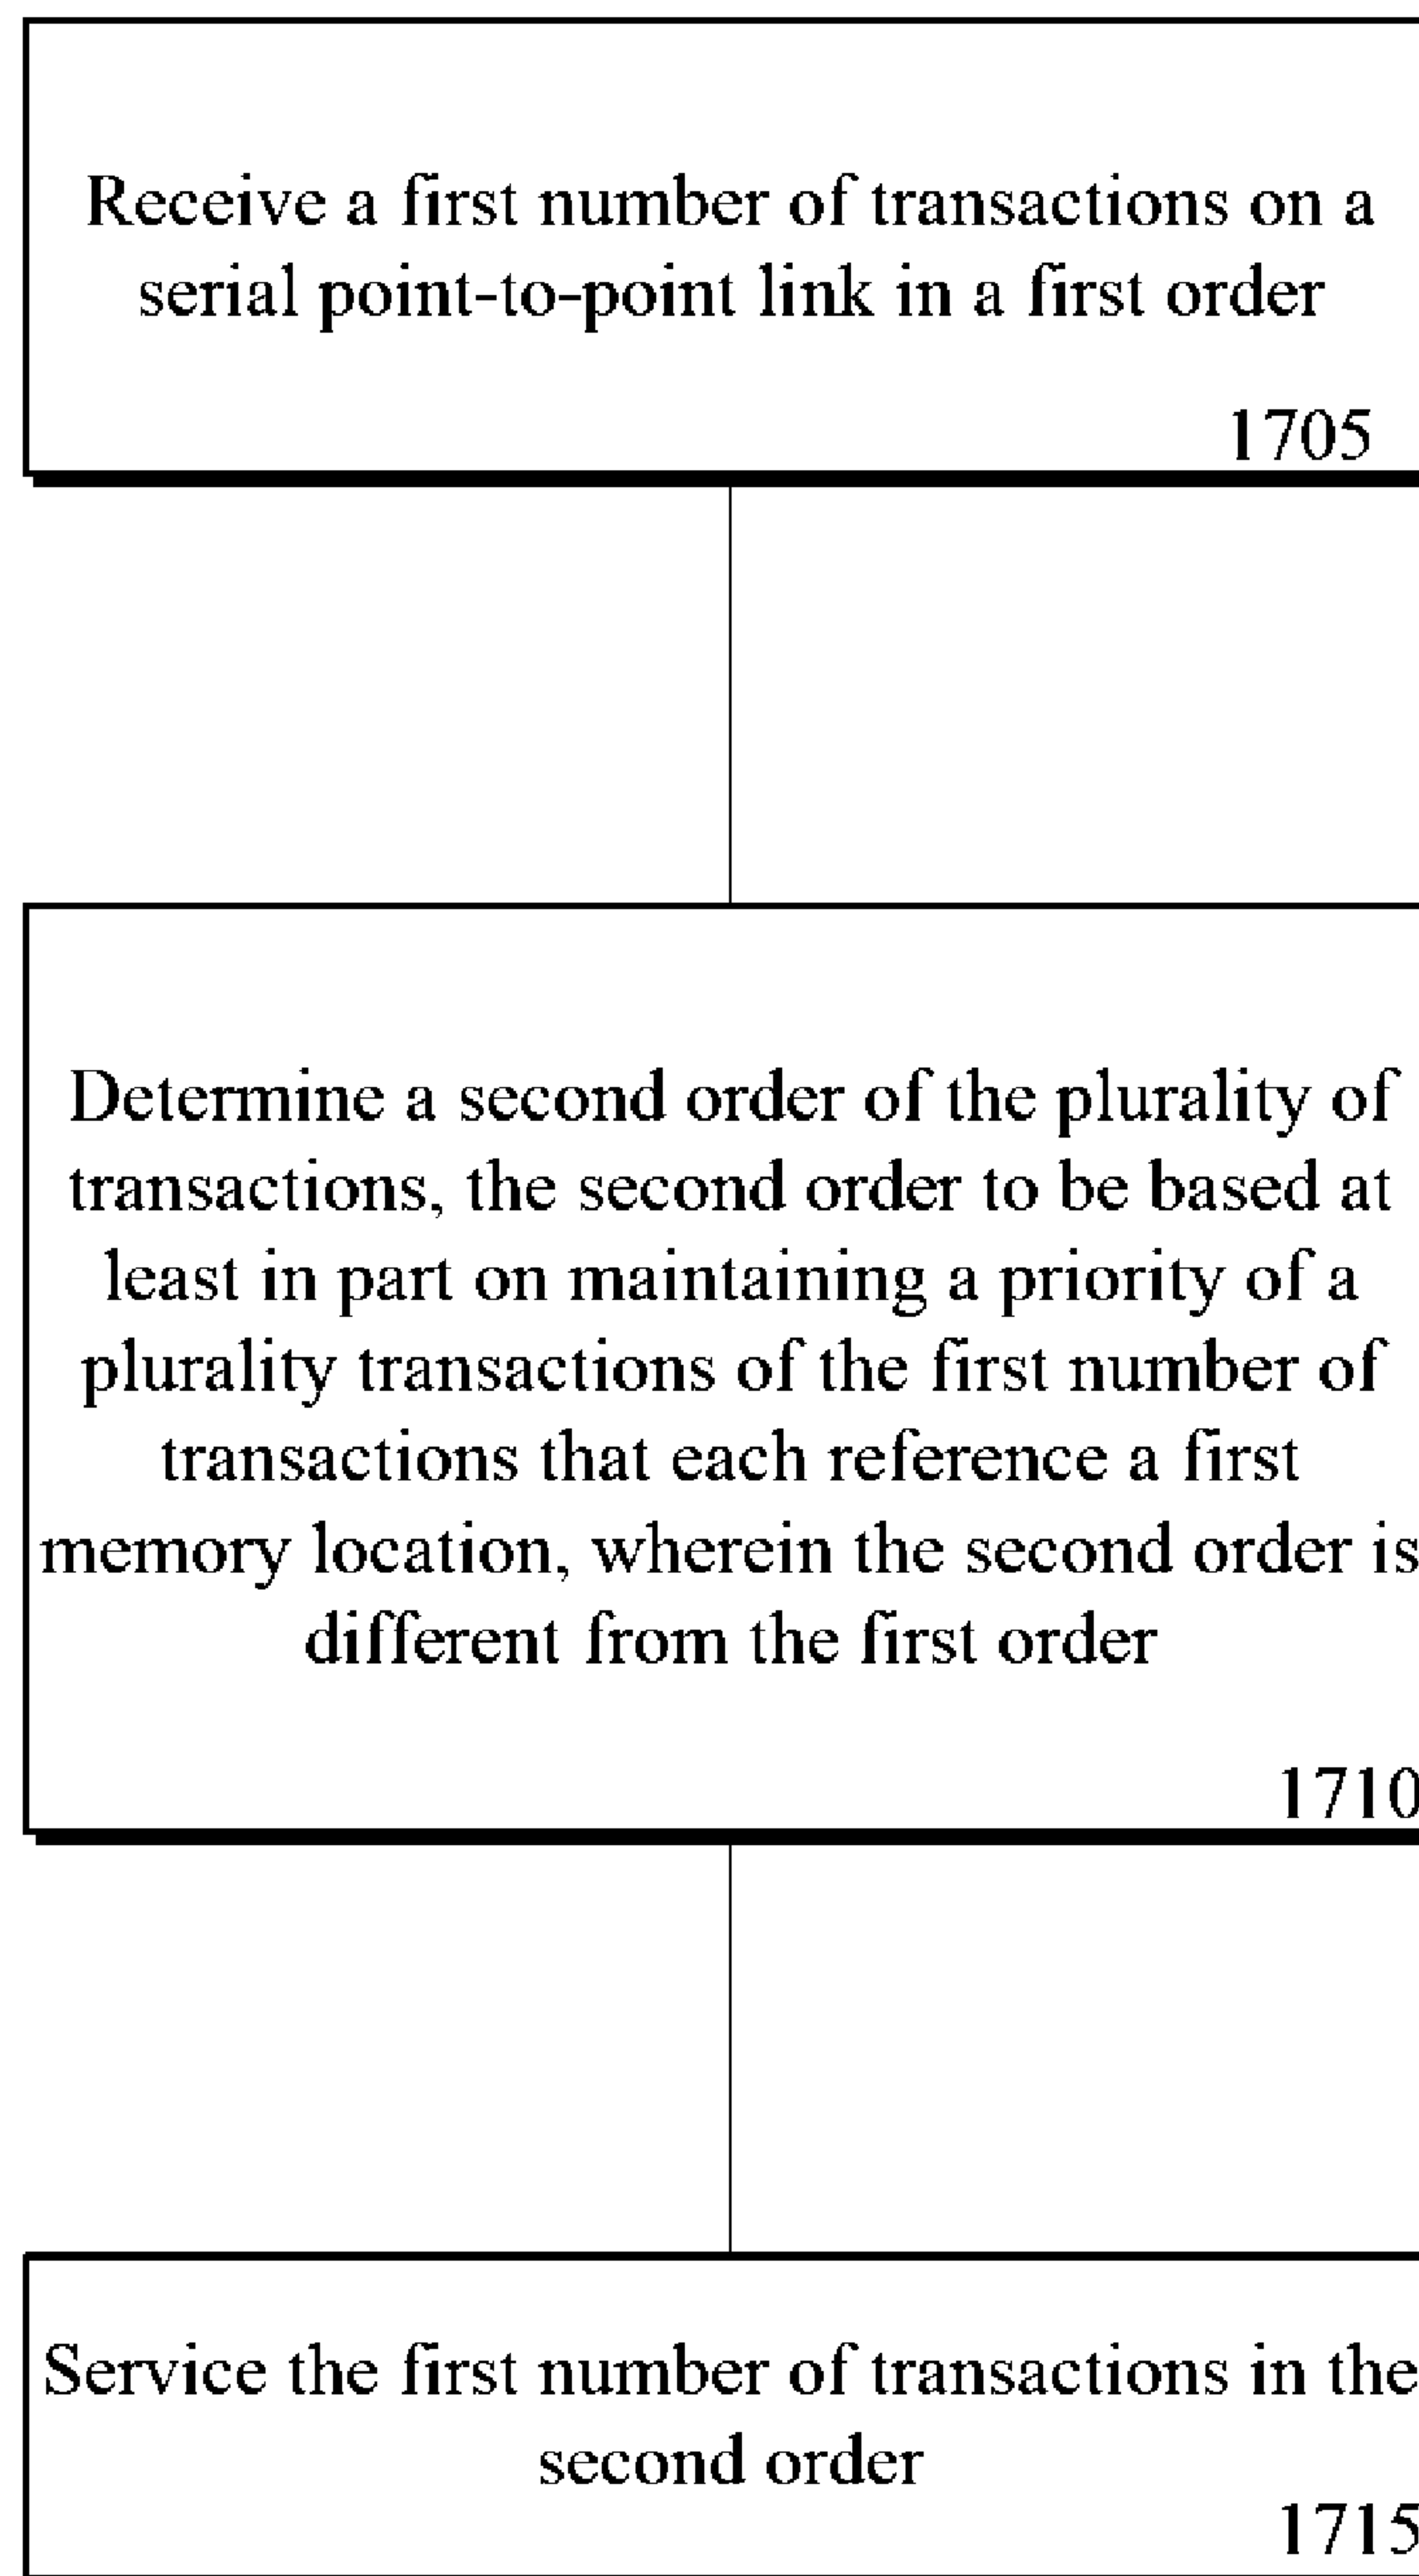 Receive a first number of transactions on a
serial point-to-point link in a first order
1705
Determine a second order of the plurality of
transactions, the second order to be based at
least in part on maintaining a priority of a
plurality transactions of the first number of
transactions that each reference a first
memory location, wherein the second order is
different from the first order
1710
Service the first number of transactions in the
second order
1715